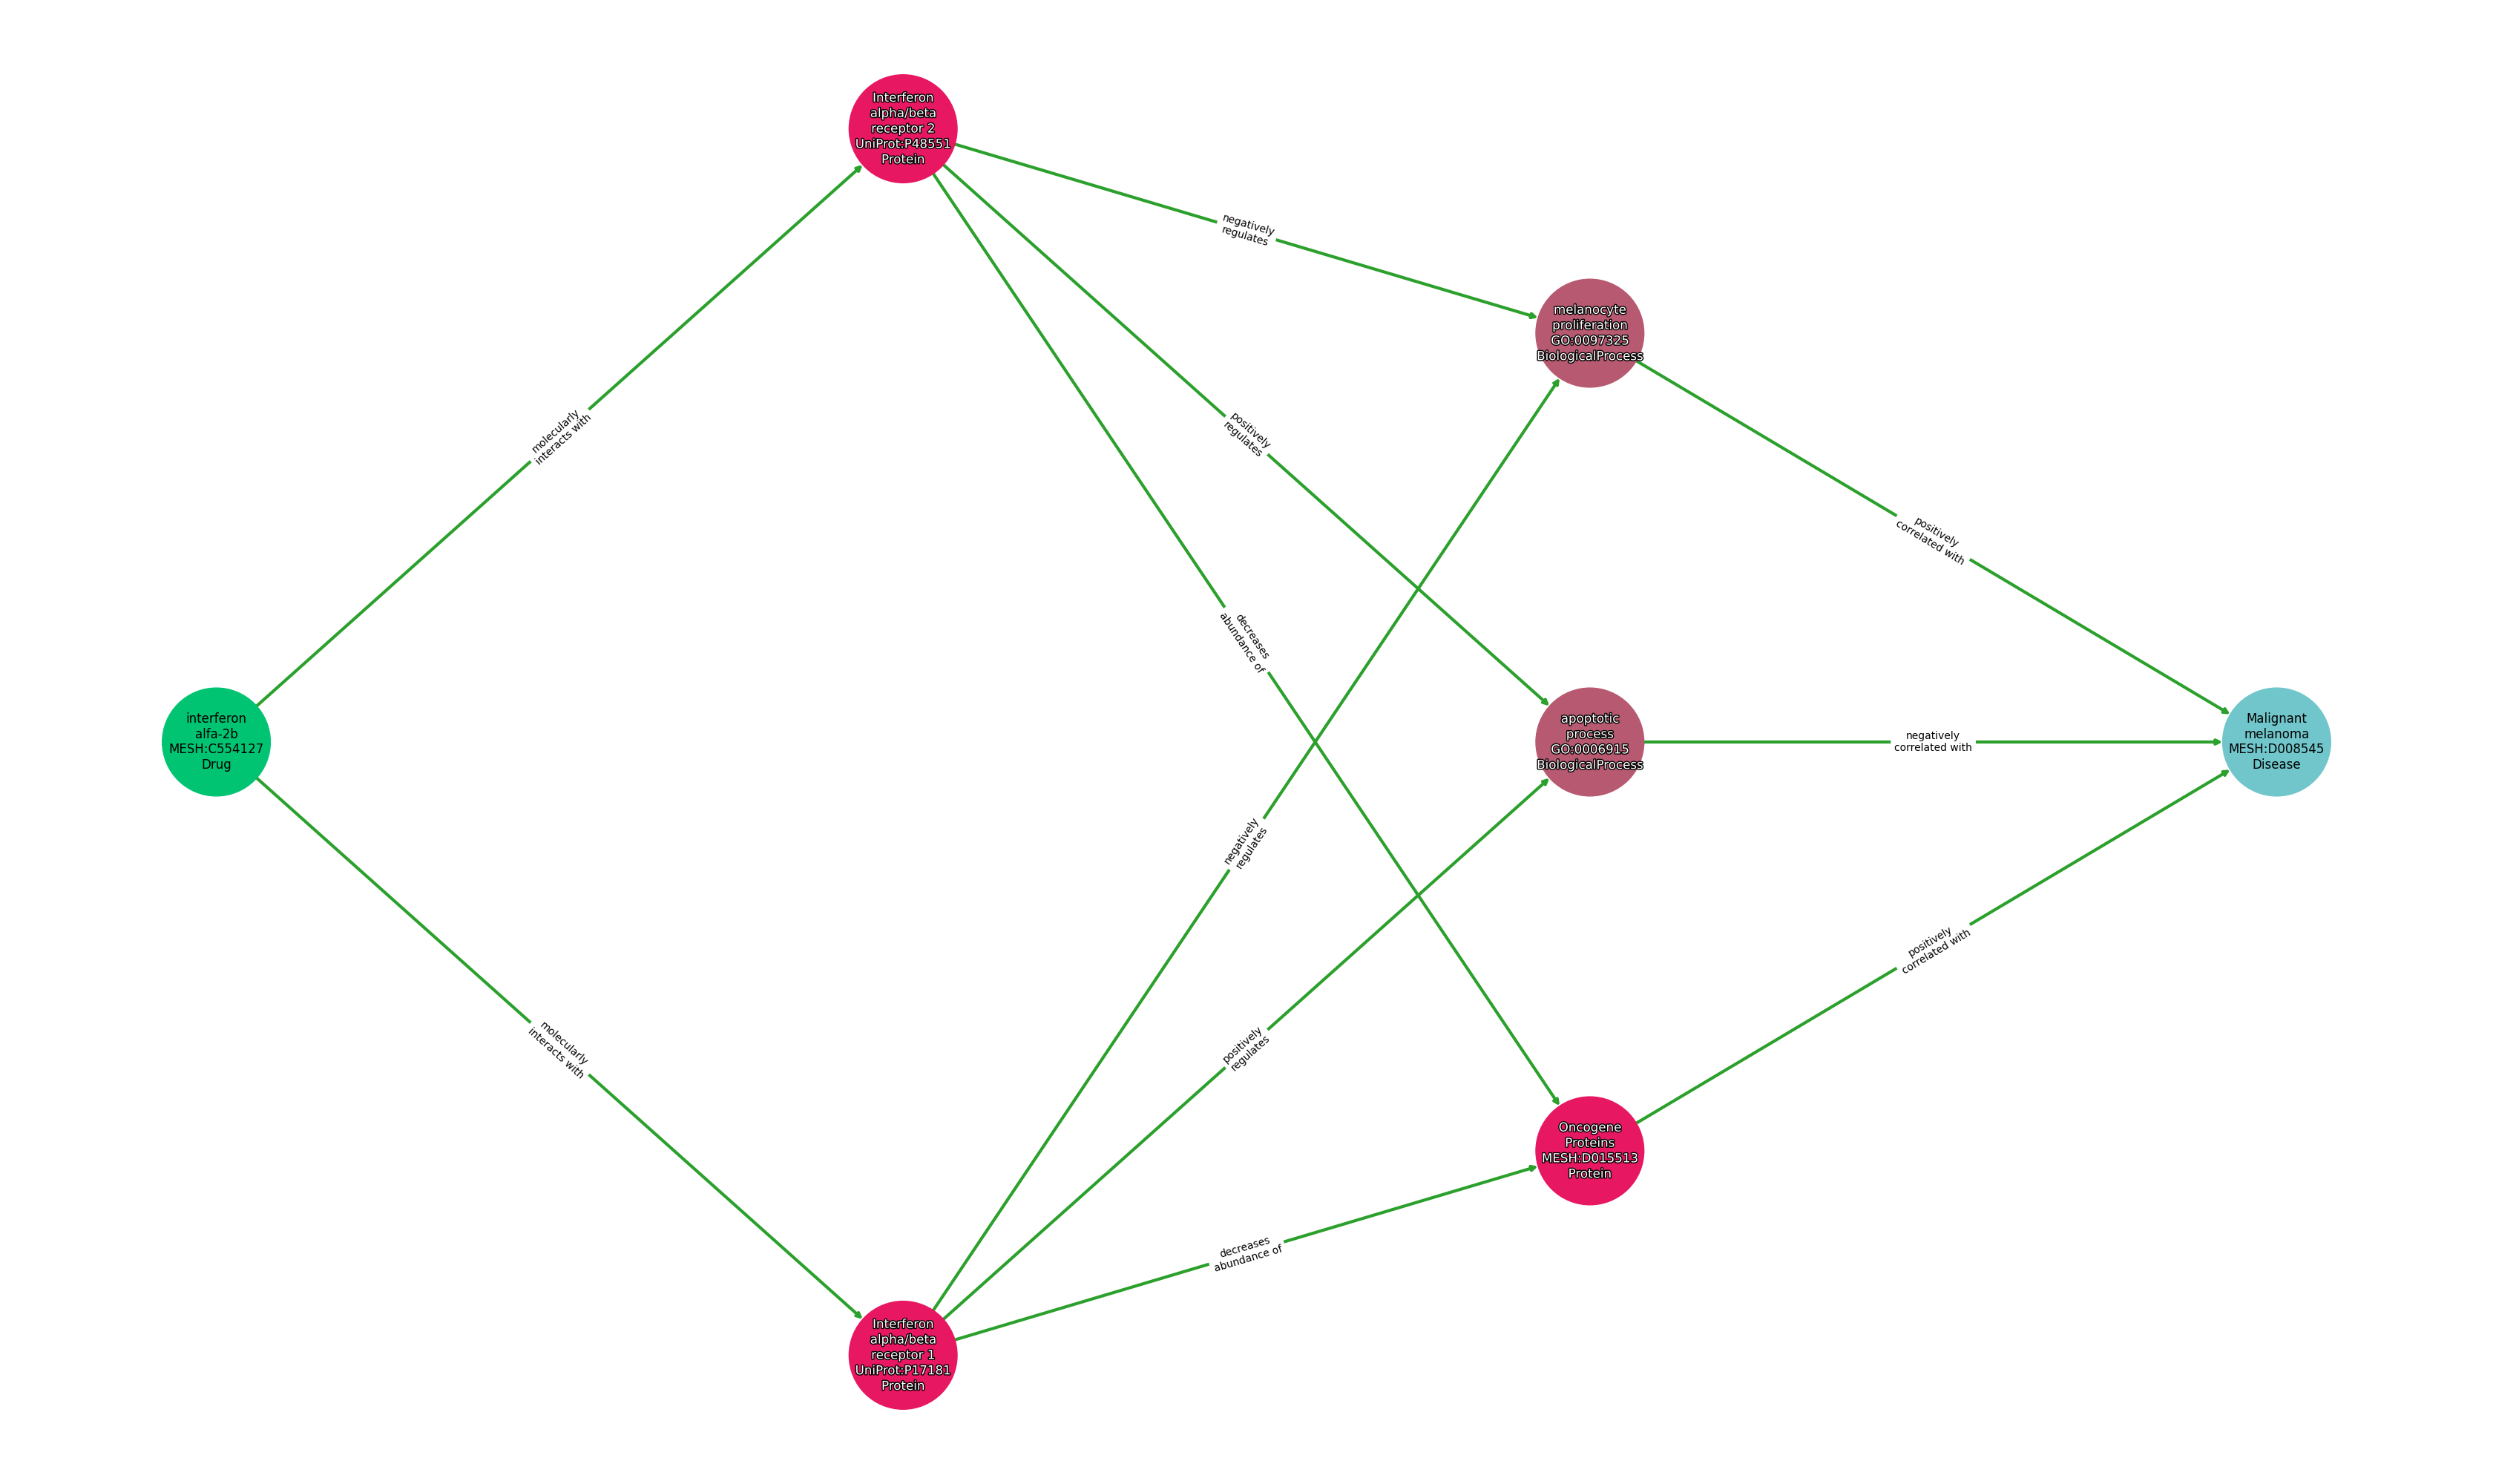 Interferon
alpha/beta
receptor 2
UniProt:P48551
Protein
negatively
regulates
melanocyte
proliferation
GO:0097325
BiologicalProcess
molecularly
interacts with
positively
regulates
positively
correlated with
decreases
abundance of
interferon
alfa-2b
MESH:C554127
Drug
apoptotic
process
GO:0006915
BiologicalProcess
negatively
correlated with
Malignant
melanoma
MESH:D008545
Disease
negatively
regulates
positively
correlated with
molecularly
interacts with
positively
regulates
Oncogene
Proteins
MESH:D015513
Protein
decreases
abundance of
Interferon
alpha/beta
receptor 1
UniProt:P17181
Protein